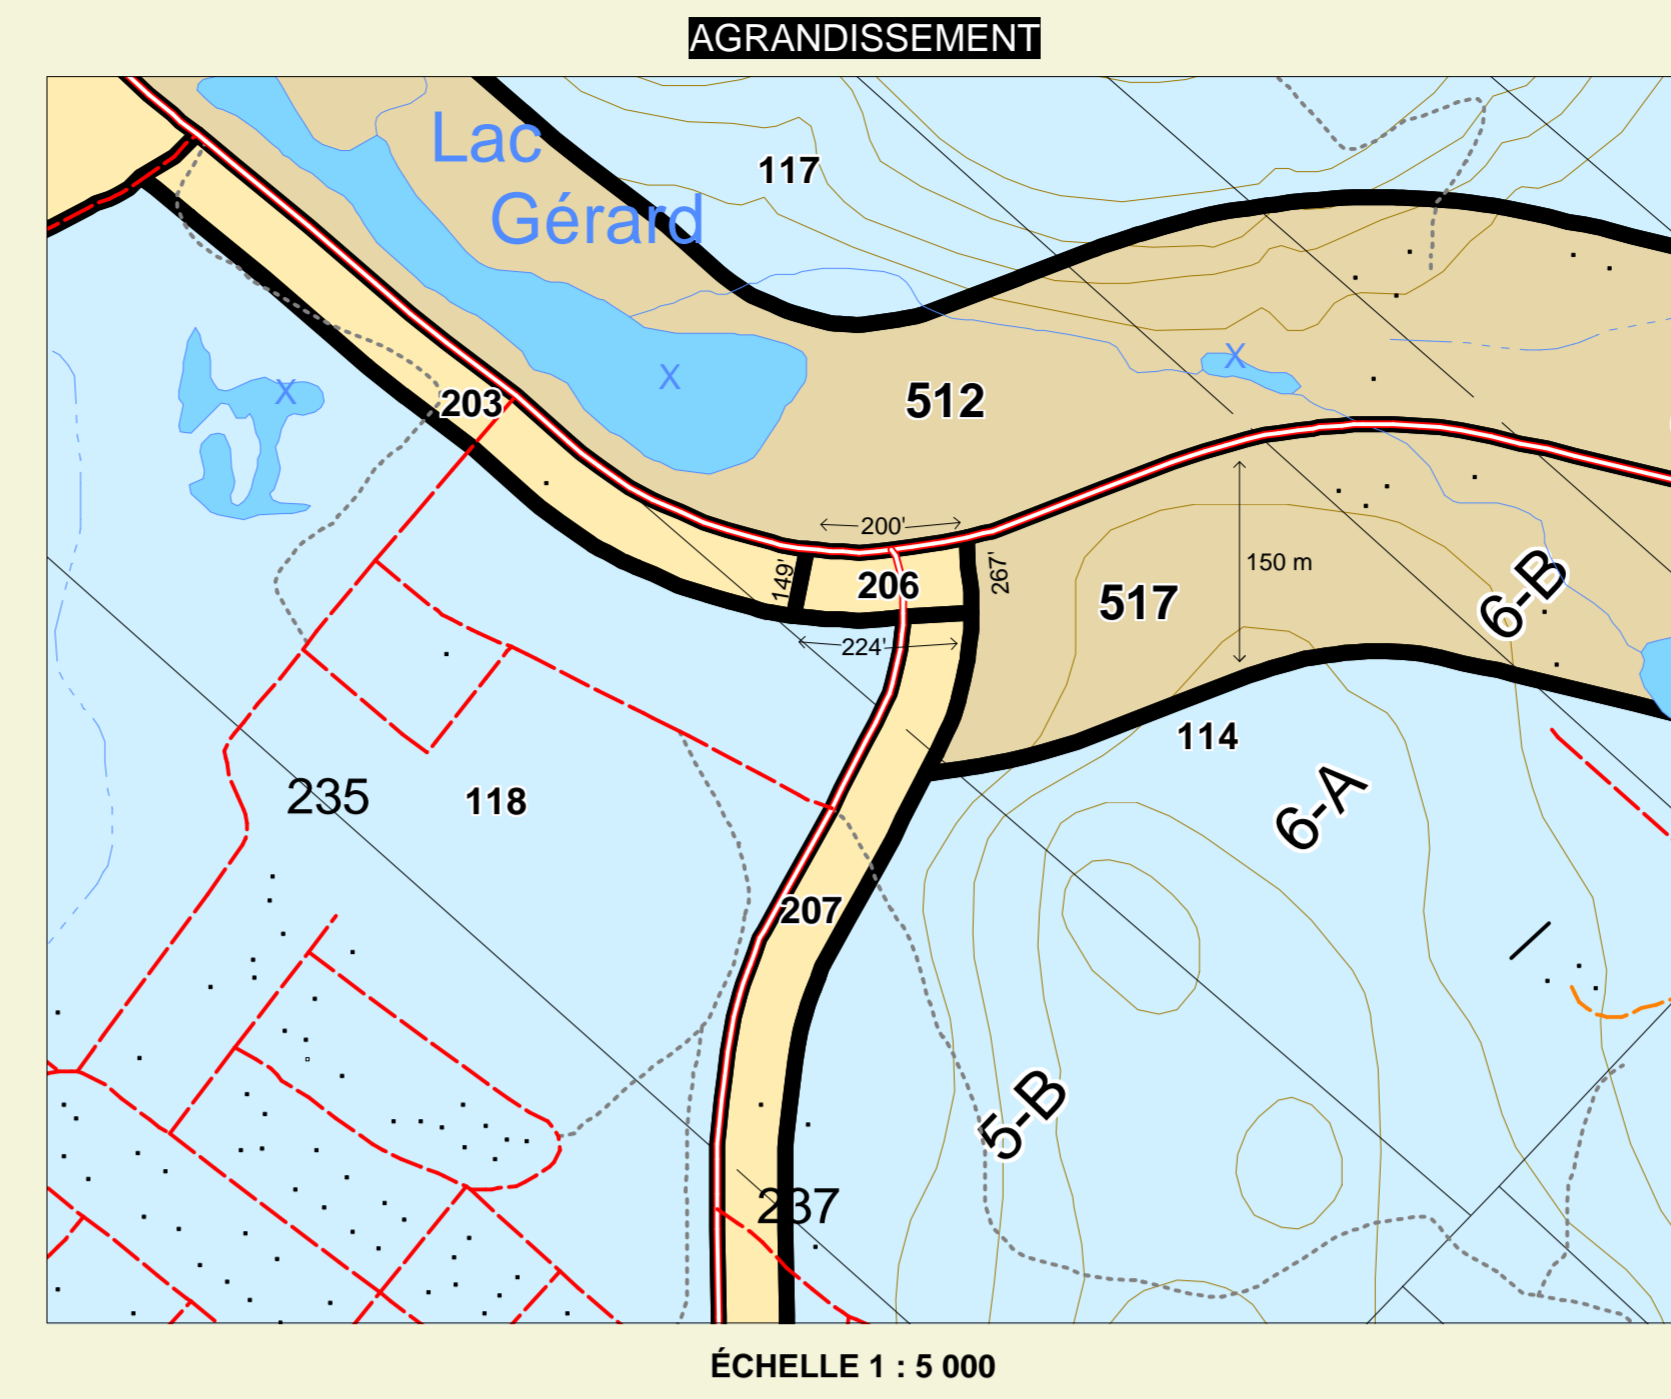 AGRANDISSEMENT
Lac
Gérard
117
X
X
X
203
512
200'
149'
206
267'
150 m
517
6-B
224'
114
235
118
6-A
207
5-B
237
ÉCHELLE 1 : 5 000